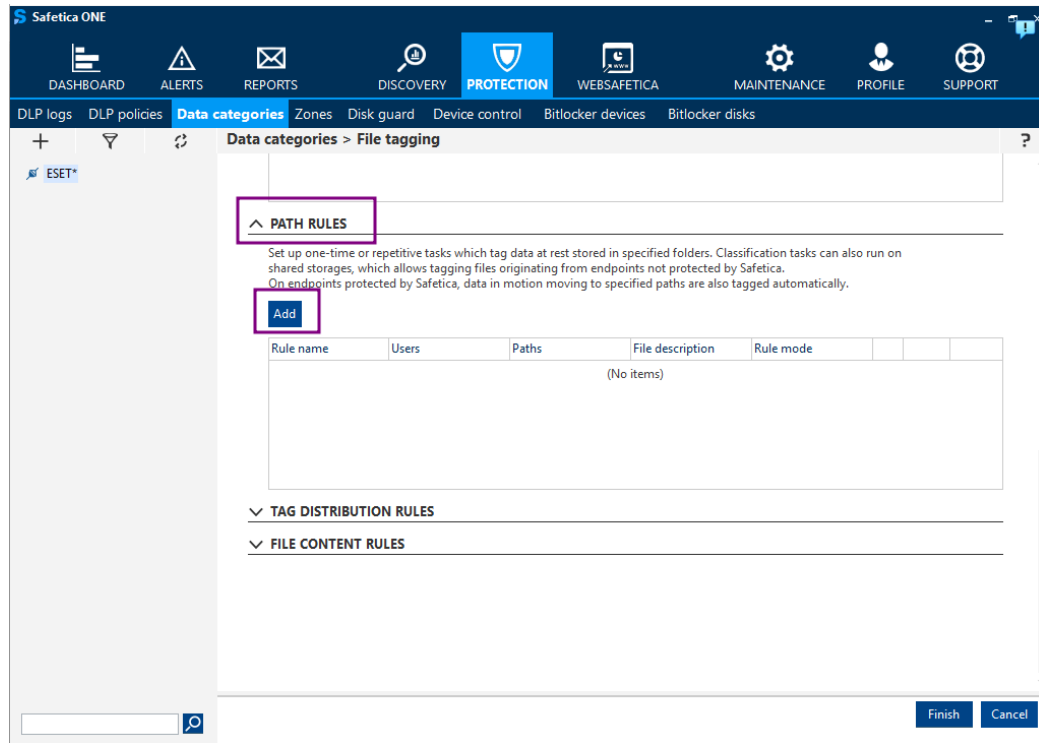 Safetica ONE
DASHBOARD ALERTS REPORTS DISCOVERY PROTECTION WEBSAFETICA MAINTENANCE PROFILE SUPPORT
DLP logs DLP policies Data categories Zones Disk guard Device control Bitlocker devices Bitlocker disks
Data categories > File tagging ?
ESET*
PATH RULES
Set up one-time or repetitive tasks which tag data at rest stored in specified folders. Classification tasks can also run on
shared storages, which allows tagging files originating from endpoints not protected by Safetica.
On endpoints protected by Safetica, data in motion moving to specified paths are also tagged automatically.
Add
Rule name Users Paths File description Rule mode
(No items)
TAG DISTRIBUTION RULES
FILE CONTENT RULES
Finish Cancel